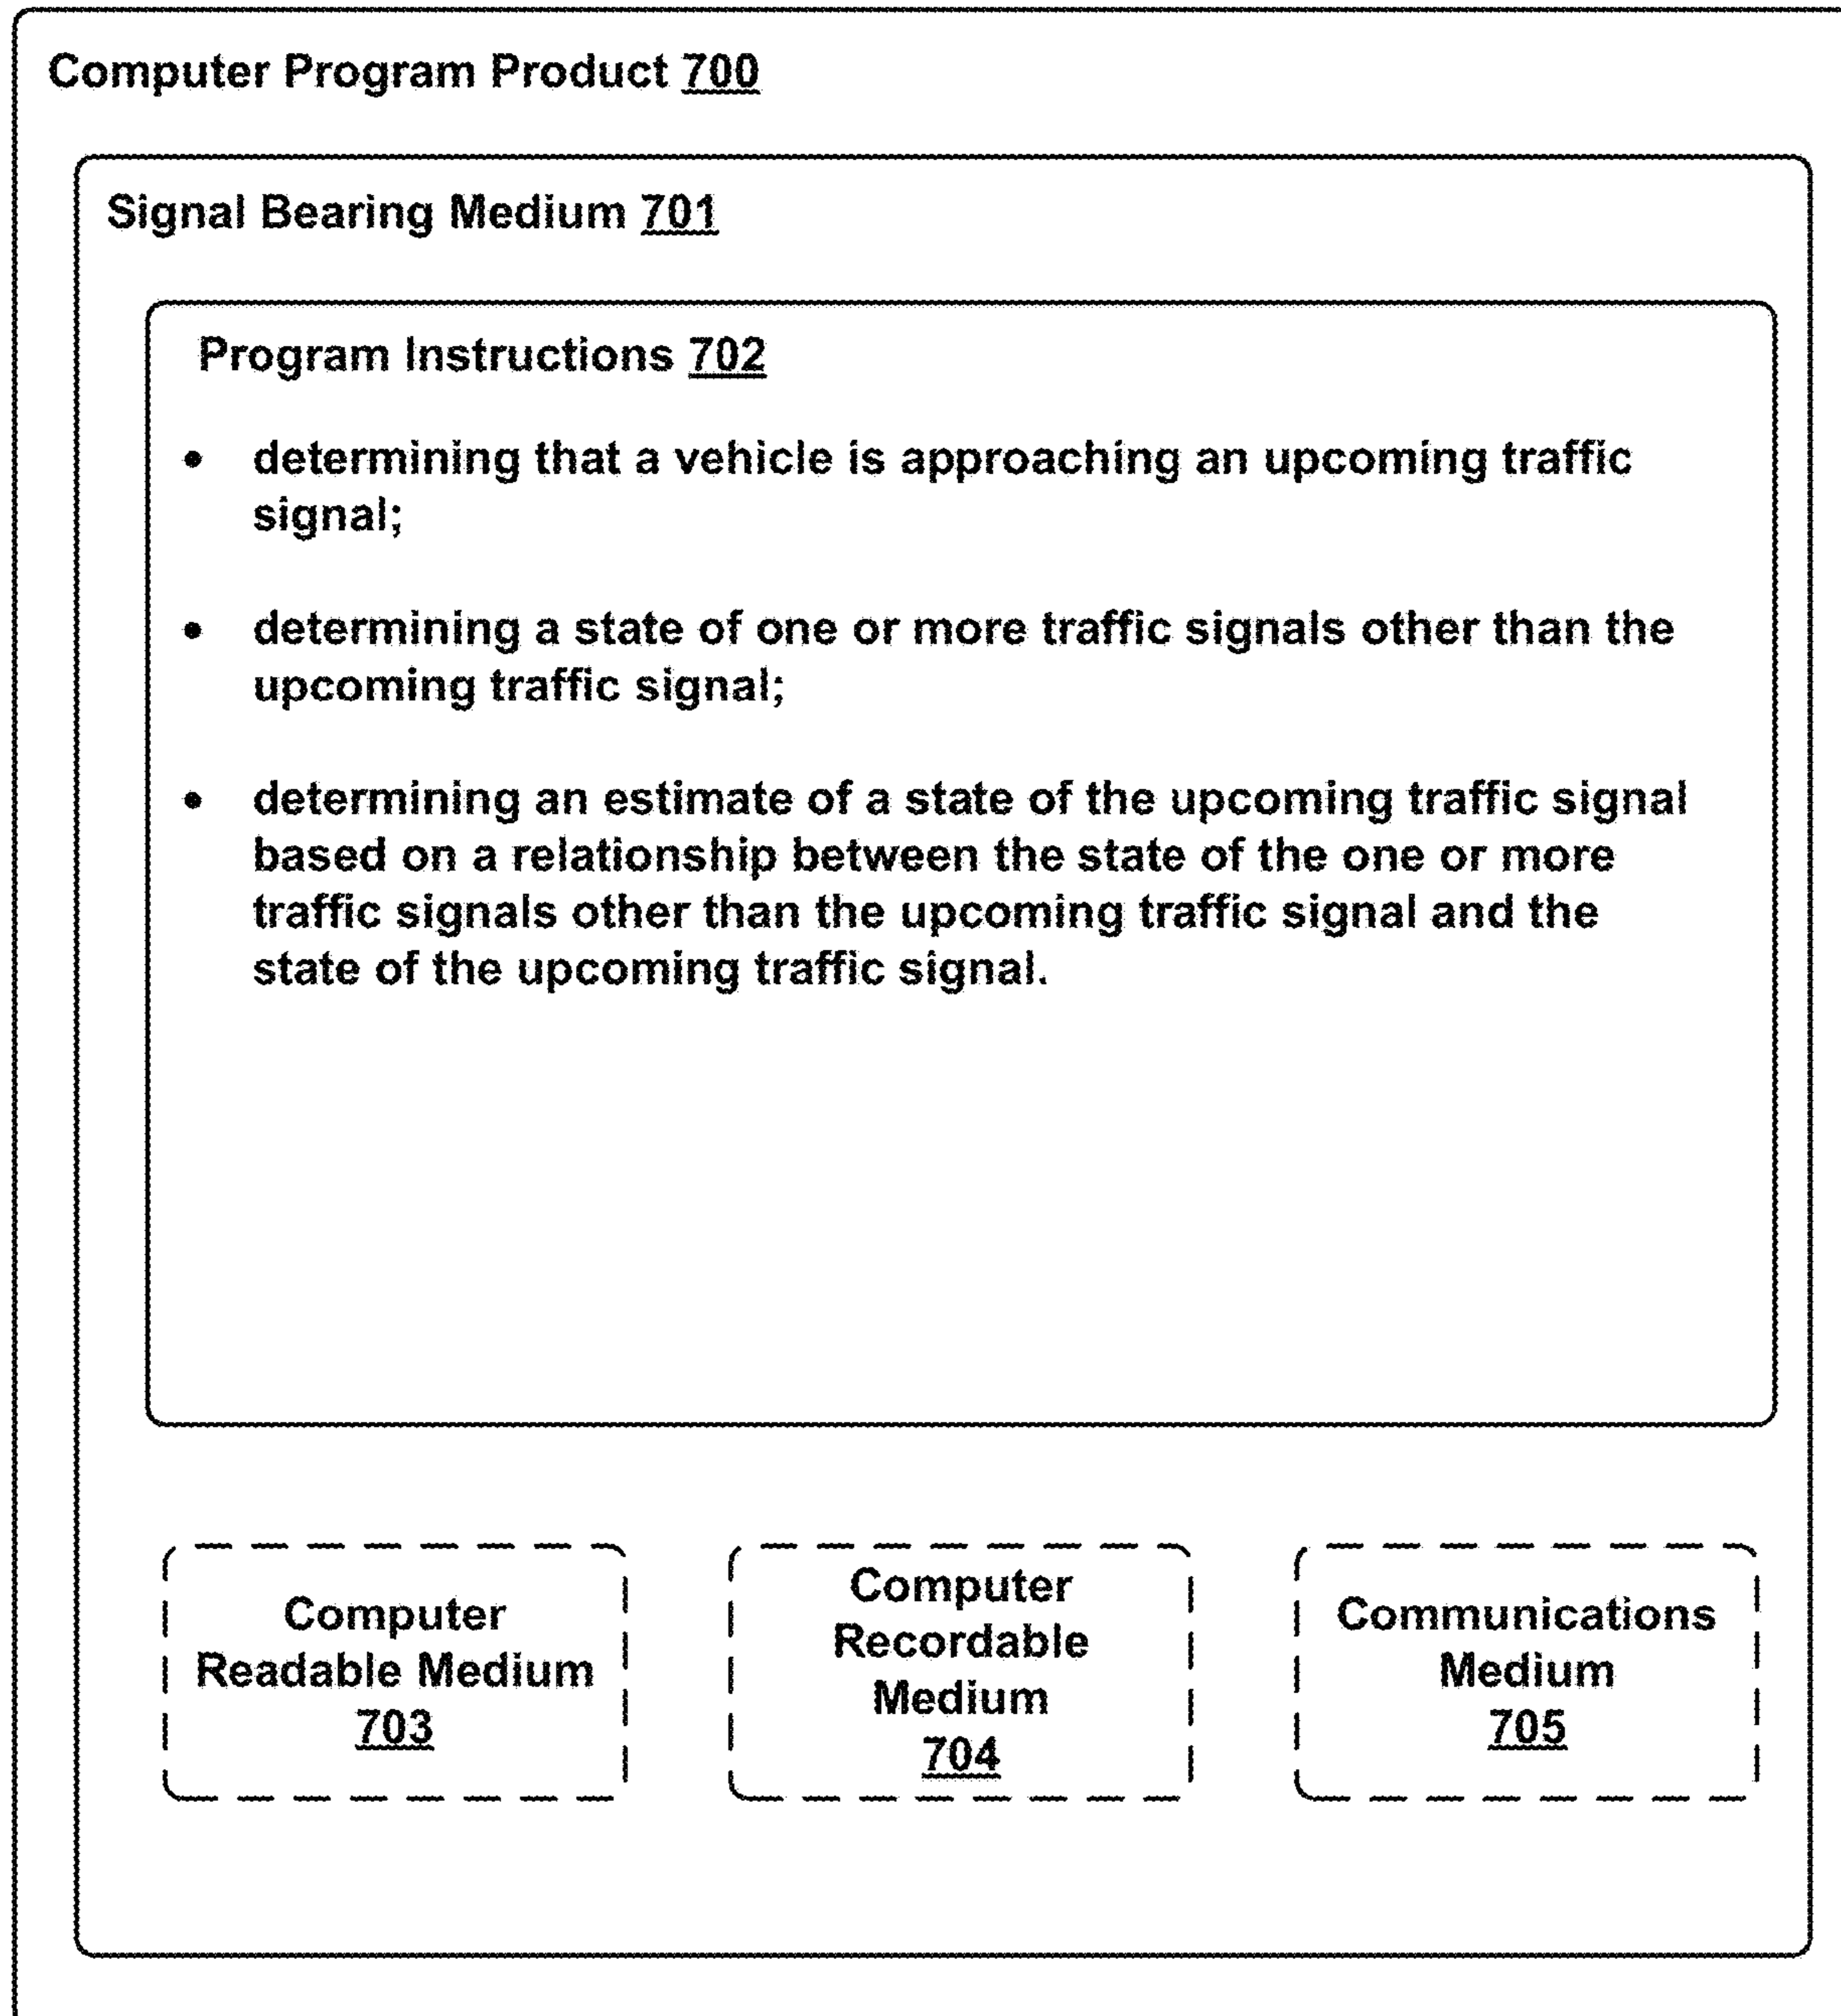 Computer Program Product 700
Signal Bearing Medium 701
Program Instructions 702
• determining that a vehicle is approaching an upcoming traffic
signal;
• determining a state of one or more traffic signals other than the
upcoming traffic signal;
• determining an estimate of a state of the upcoming traffic signal
based on a relationship between the state of the one or more
traffic signals other than the upcoming traffic signal and the
state of the upcoming traffic signal.
Computer
Readable Medium
703
Computer
Recordable
Medium
704
Communications
Medium
705